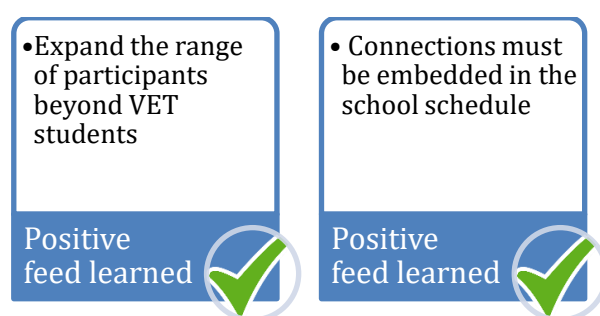 •Expand the range
of participants
beyond VET
students
Positive
feed learned
• Connections must
be embedded in the
school schedule
Positive
feed learned